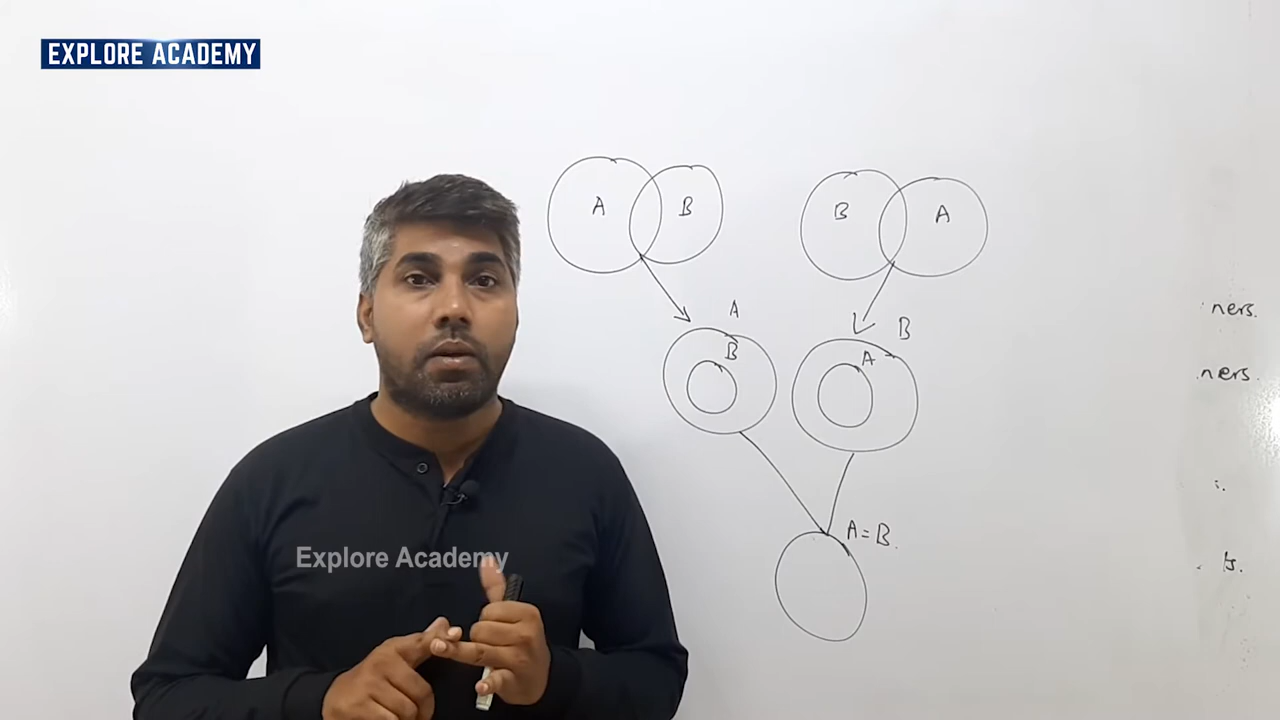 EXPLORE ACADEMY
A B
B A
A
B
B
A
A = B.
ners.
ners.
Explore Academy